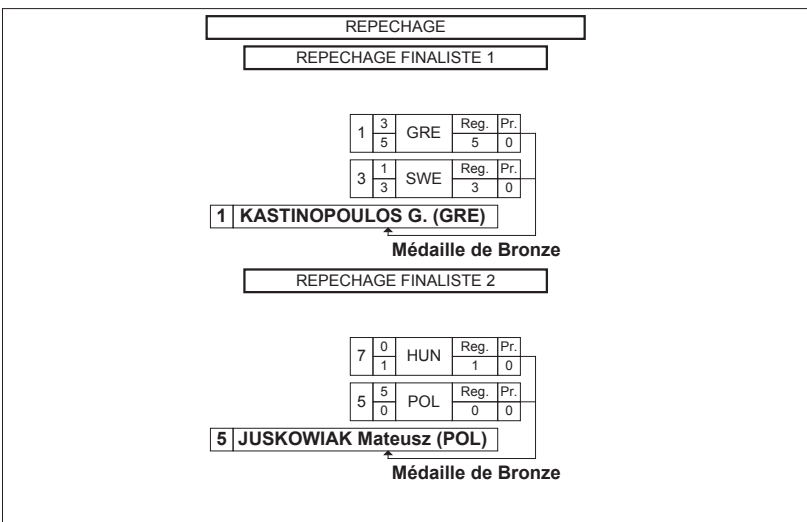 REPECHAGE
REPECHAGE FINALISTE 1
1 3 GRE Reg. Pr.
5 5 0
3 1 SWE Reg. Pr.
3 3 0
1 KASTINOPOULOS G. (GRE)
Médaille de Bronze
REPECHAGE FINALISTE 2
7 0 HUN Reg. Pr.
1 1 0
5 5 POL Reg. Pr.
0 0 0
5 JUSKOWIAK Mateusz (POL)
Médaille de Bronze